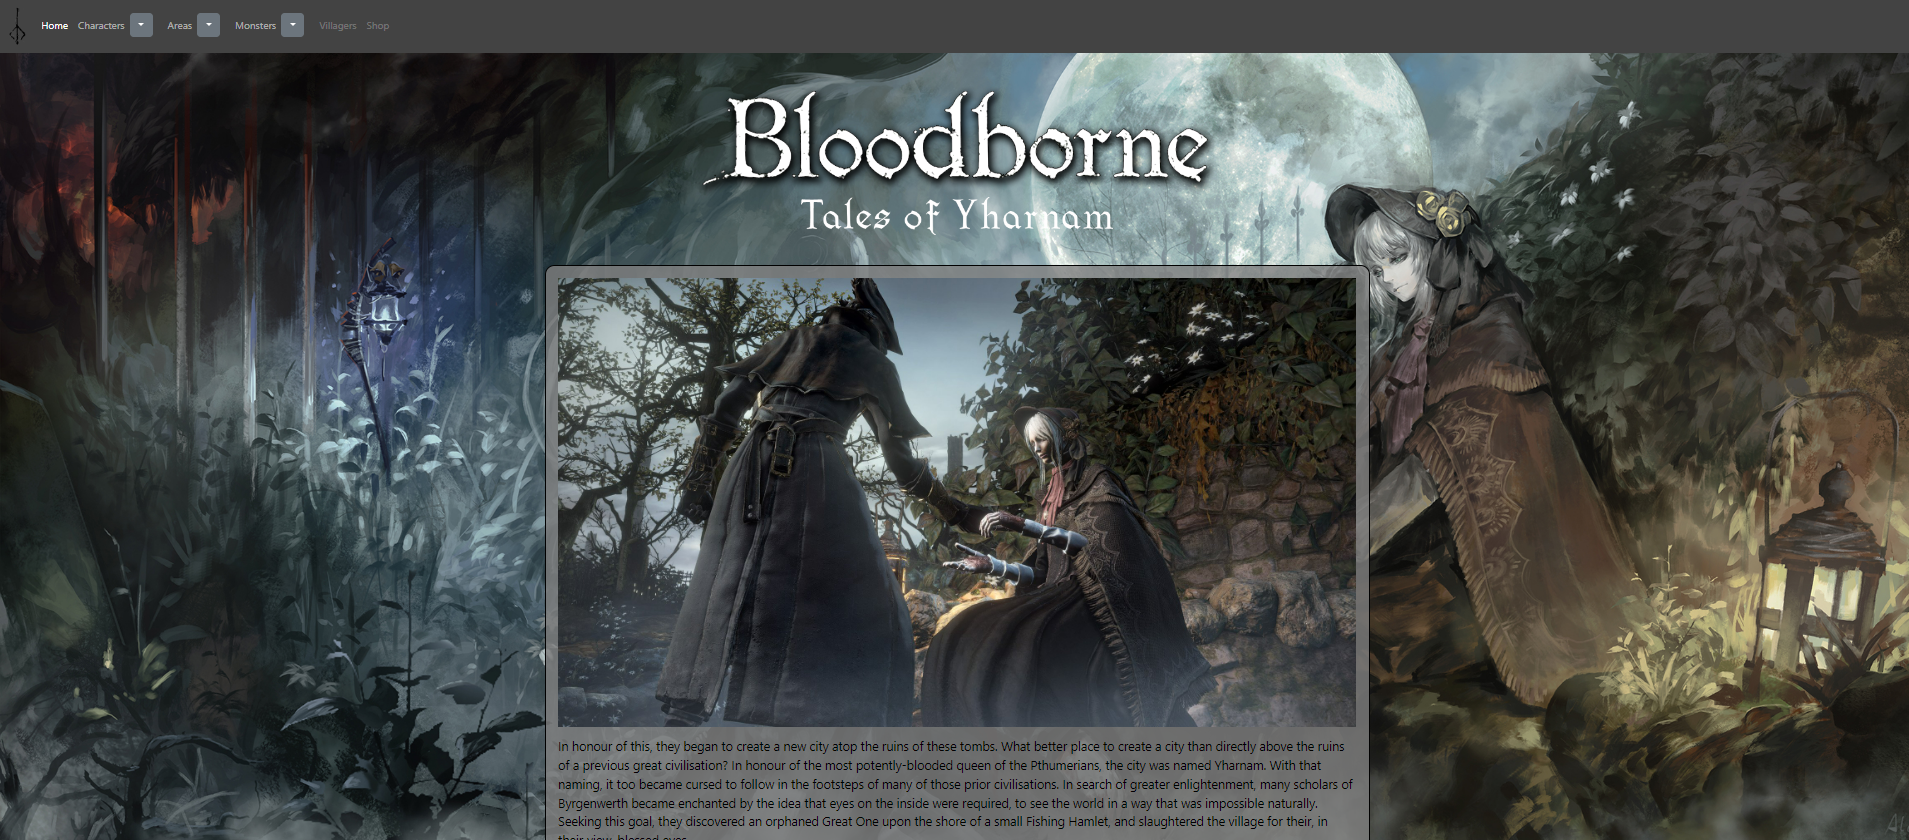 Home Characters Areas Monsters Villagers Shop
Bloodborne
Tales of Yharnam
In honour of this, they began to create a new city atop the ruins of these tombs. What better place to create a city than directly above the ruins
of a previous great civilisation? In honour of the most potently-blooded queen of the Pthumerians, the city was named Yharnam. With that
naming, it too became cursed to follow in the footsteps of many of those prior civilisations. In search of greater enlightenment, many scholars of
Byrgenwerth became enchanted by the idea that eyes on the inside were required, to see the world in a way that was impossible naturally.
Seeking this goal, they discovered an orphaned Great One upon the shore of a small Fishing Hamlet, and slaughtered the village for their, in
their view, blessed eyes.